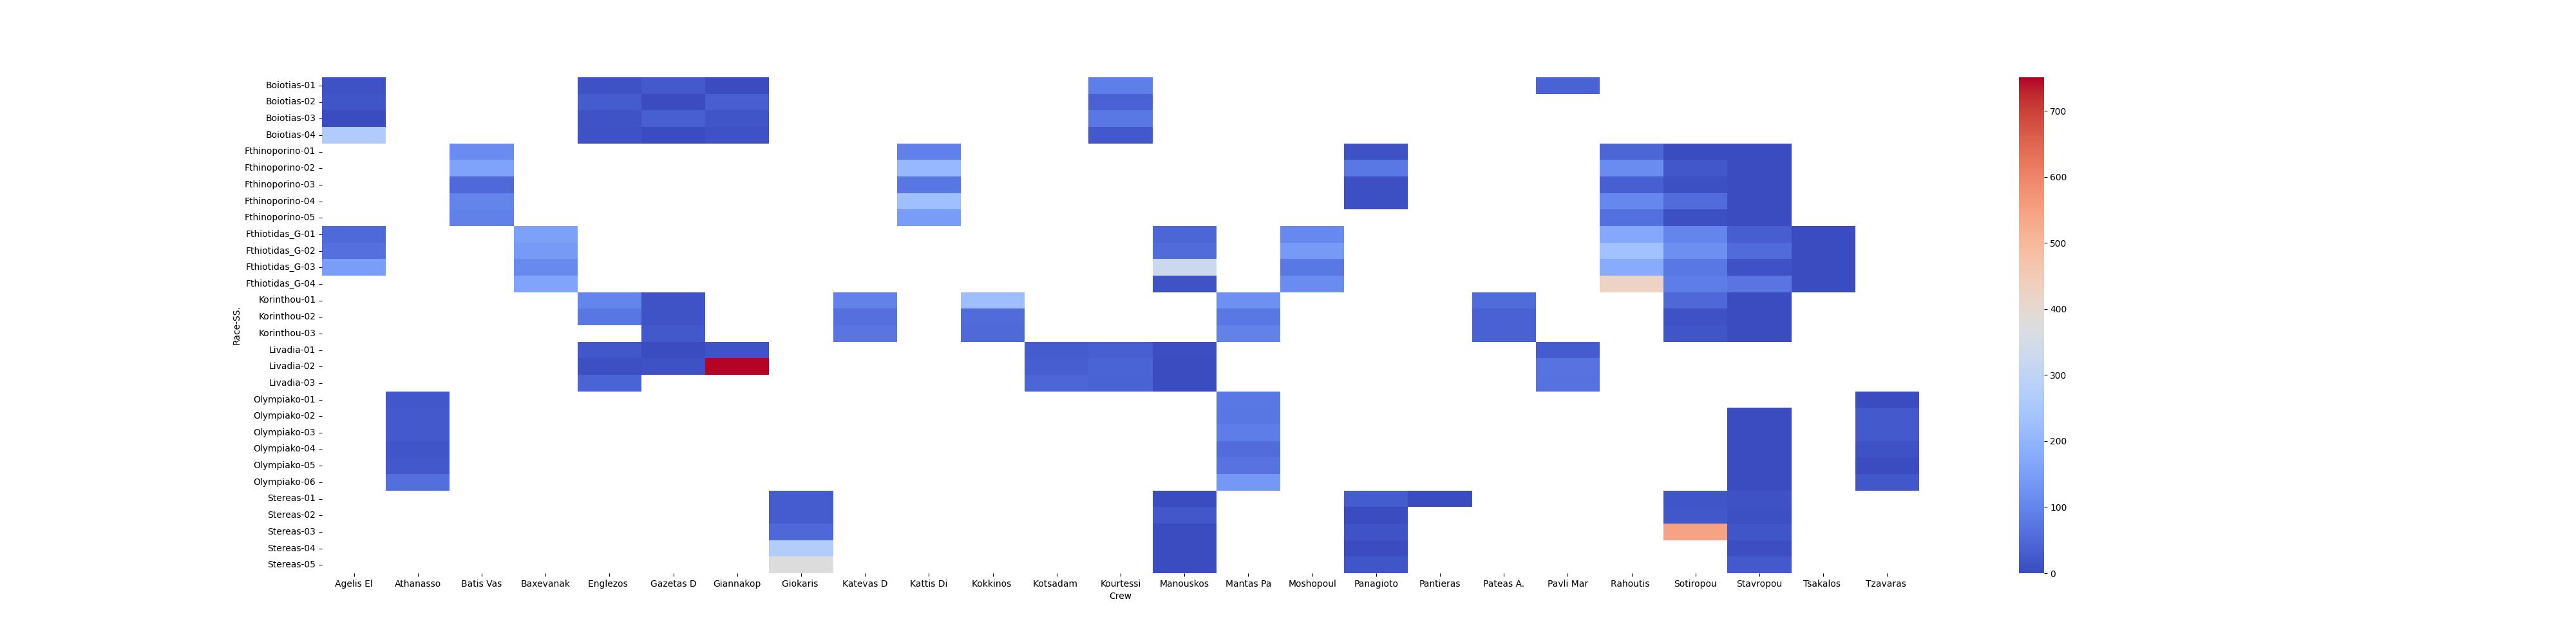 Boiotias-01
Boiotias-02
Boiotias-03
Boiotias-04
Fthinoporino-01
Fthinoporino-02
Fthinoporino-03
Fthinoporino-04
Fthinoporino-05
Fthiotidas_G-01
Fthiotidas_G-02
Fthiotidas_G-03
Fthiotidas_G-04
Korinthou-01
Korinthou-02
Korinthou-03
Livadia-01
Livadia-02
Livadia-03
Olympiako-01
Olympiako-02
Olympiako-03
Olympiako-04
Olympiako-05
Olympiako-06
Stereas-01
Stereas-02
Stereas-03
Stereas-04
Stereas-05
Race-SS.
Agelis El Athanasso Batis Vas Baxevanak Englezos Gazetas D Giannakop Giokaris Katevas D Kattis Di Kokkinos Kotsadam Kourtessi Manouskos Mantas Pa Moshopoul Panagioto Pantieras Pateas A. Pavli Mar Rahoutis Sotiropou Stavropou Tsakalos Tzavaras
Crew
700
600
500
400
300
200
100
0